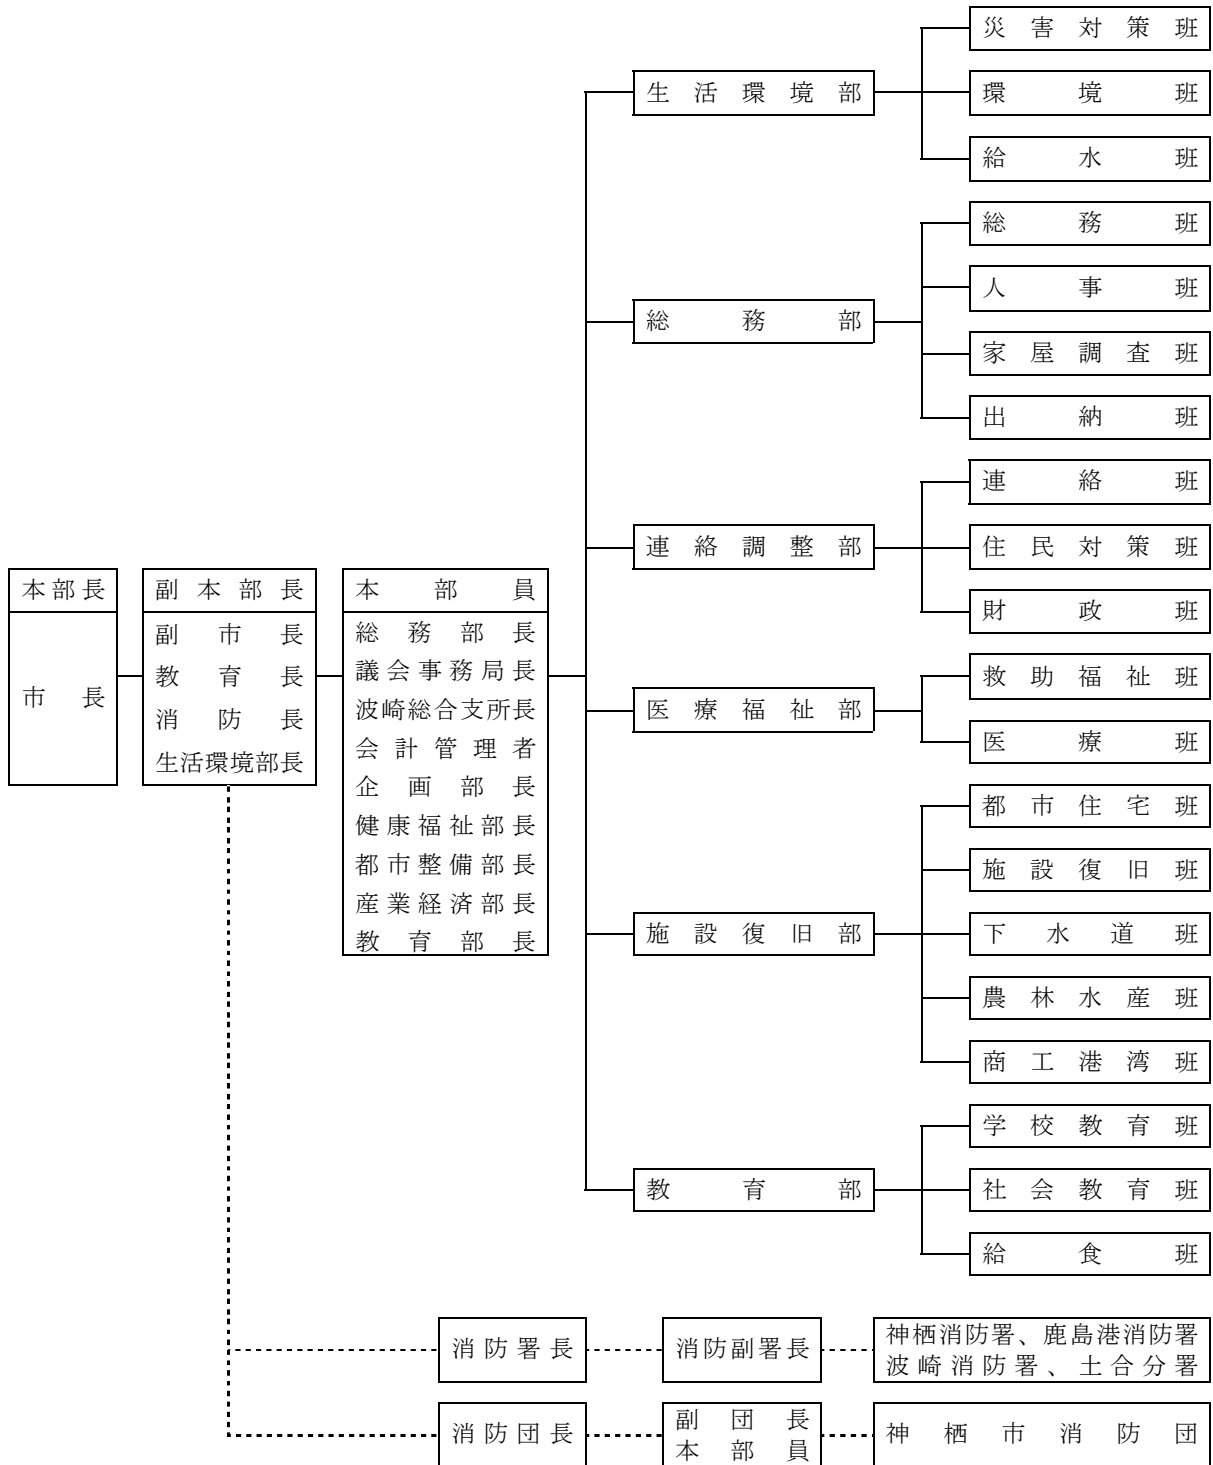 本部長
市長
副本部長
副市長
教育長
消防長
生活環境部長
本部員
総務部長
議会事務局長
波崎総合支所長
会計管理者
企画部長
健康福祉部長
都市整備部長
産業経済部長
教育部長
生活環境部
災害対策班
環境班
給水班
総務部
総務班
人事班
家屋調査班
出納班
連絡調整部
連絡班
住民対策班
財政班
医療福祉部
救助福祉班
医療班
施設復旧部
都市住宅班
施設復旧班
下水道班
農林水産班
商工港湾班
教育部
学校教育班
社会教育班
給食班
消防署長
消防副署長
神栖消防署、鹿島港消防署
波崎消防署、土合分署
消防団長
副団長
本部員
神栖市消防団